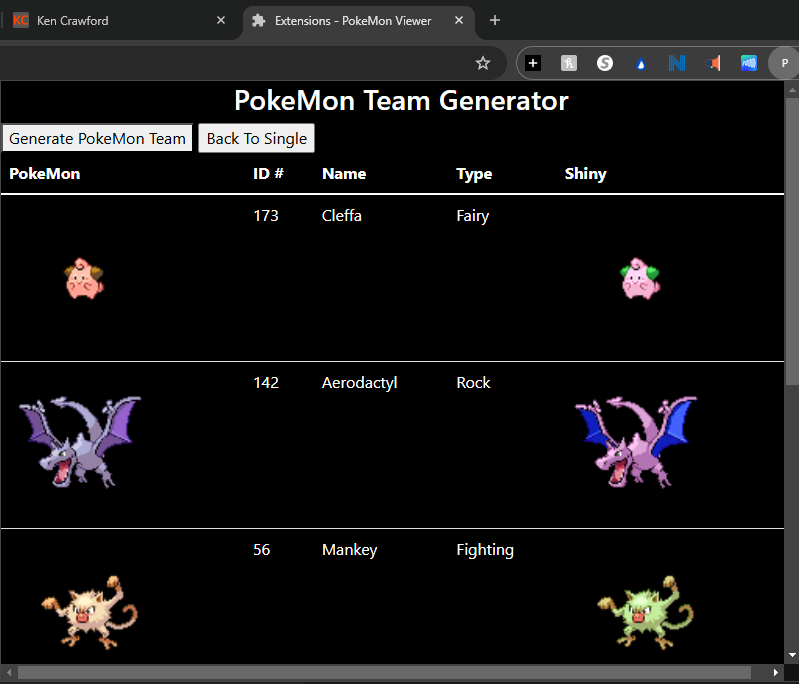 KC Ken Crawford
Extensions - PokeMon Viewer
P
PokeMon Team Generator
Generate PokeMon Team
Back To Single
PokeMon ID # Name Type Shiny
173 Cleffa Fairy
142 Aerodactyl Rock
56 Mankey Fighting